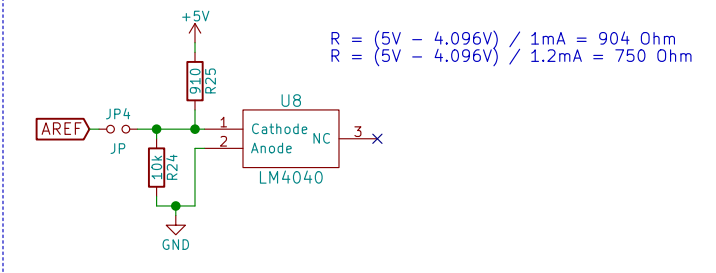 +5V
R = (5V - 4.096V) / 1mA = 904 Ohm
R = (5V - 4.096V) / 1.2mA = 750 Ohm
910
R25
U8
JP4
AREF
JP
1
Cathode
2
Anode
NC
3
10k
R24
LM4040
GND